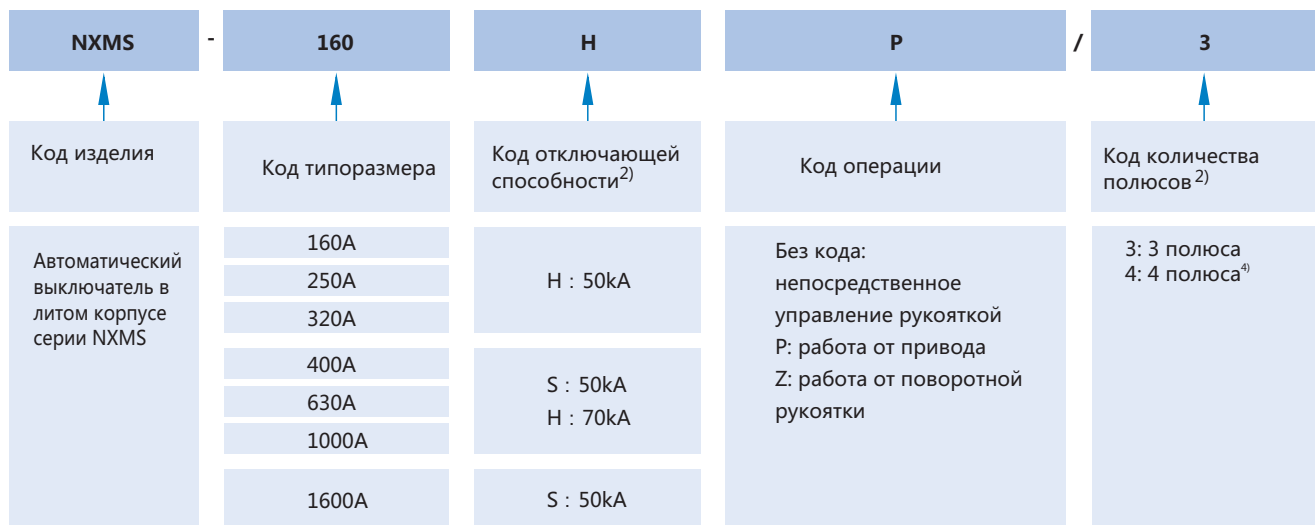 NXMS - 160 H P / 3
Код изделия
Код типоразмера
Код отключающей
способности2)
Код операции
Код количества
полюсов 2)
Автоматический
выключатель в
литом корпусе
серии NXMS
160A
250A
320A
400A
630A
1000A
1600A
H : 50kA
S : 50kA
H : 70kA
S : 50kA
Без кода:
непосредственное
управление рукояткой
P: работа от привода
Z: работа от поворотной
рукоятки
3: 3 полюса
4: 4 полюса4)